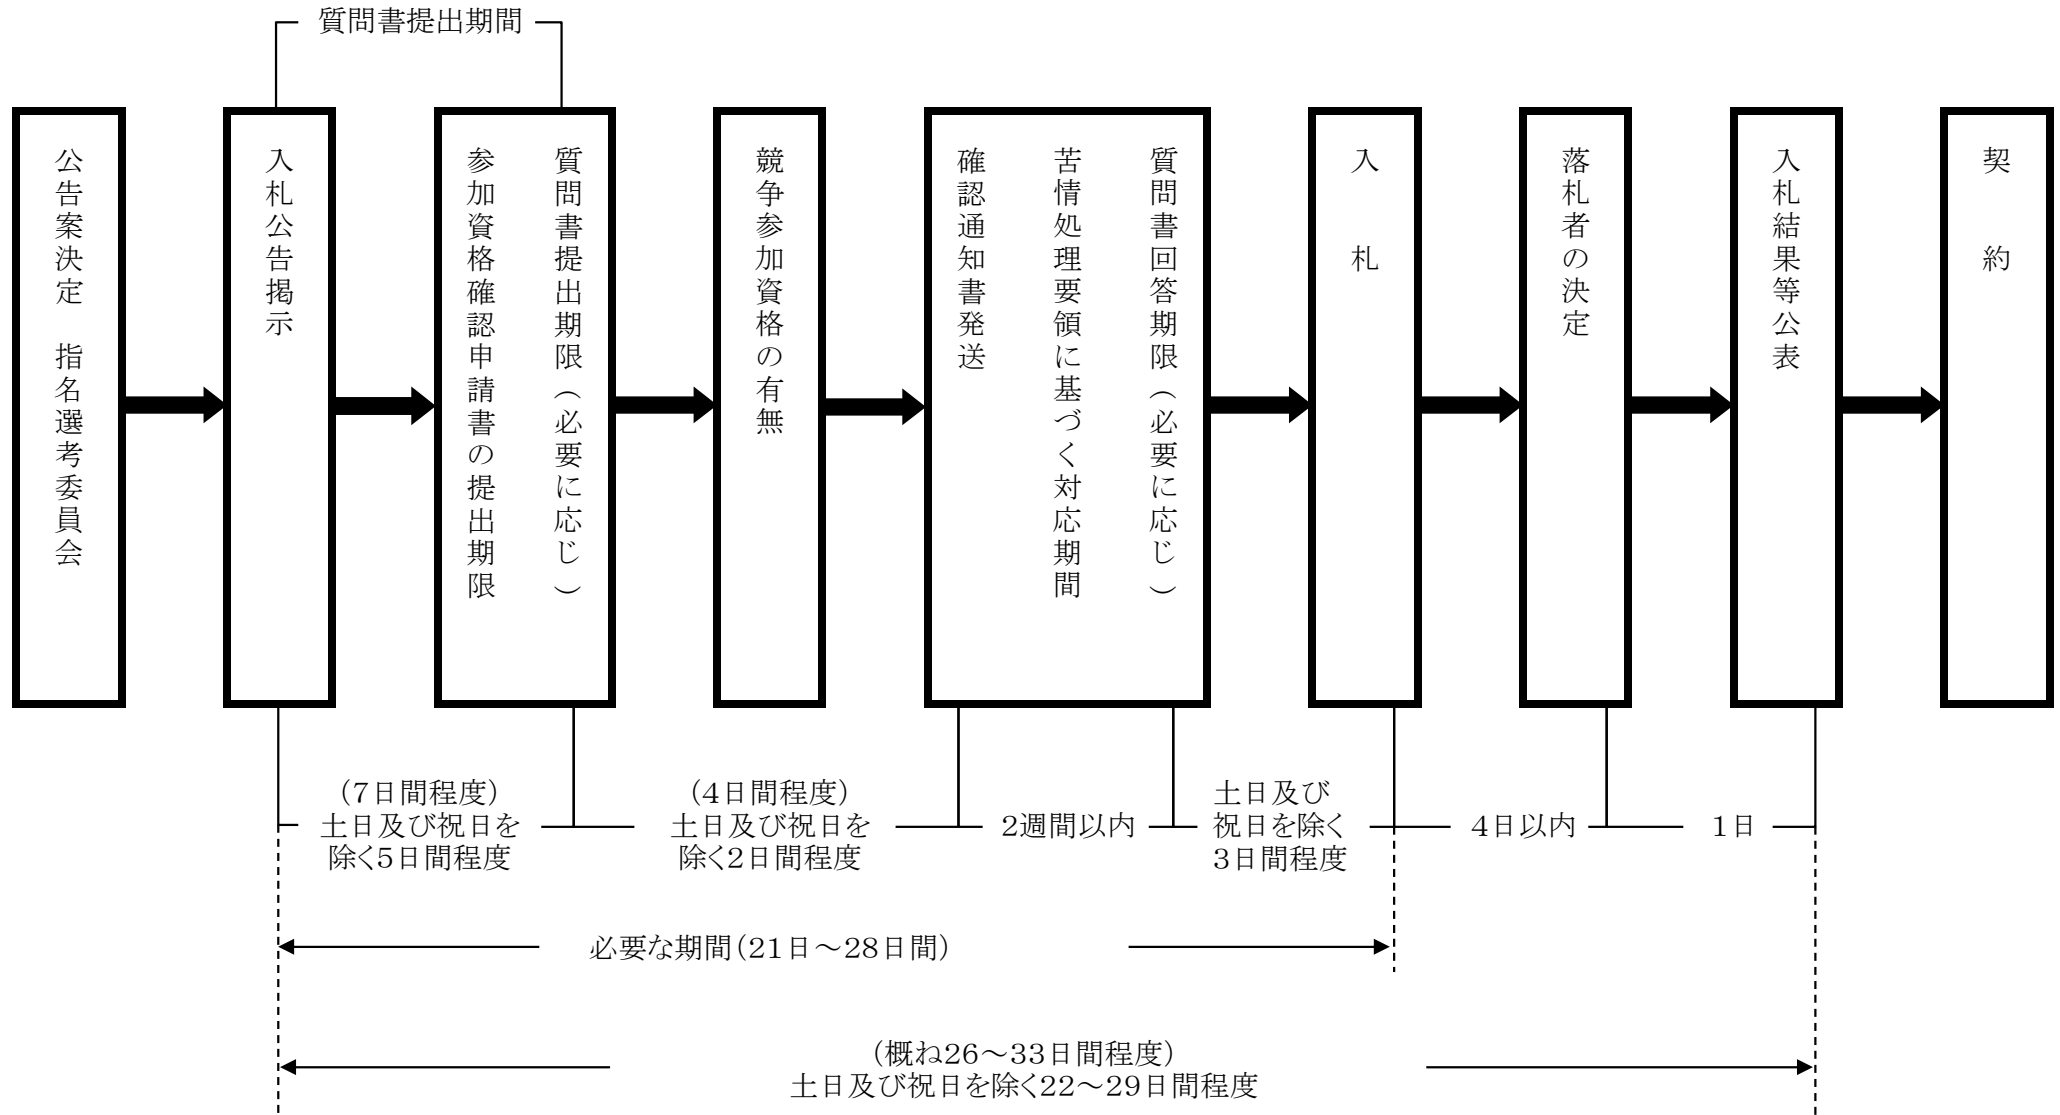 質問書提出期間
公告案決定　指名選考委員会
入札公告掲示
参加資格確認申請書の提出期限
質問書提出期限（必要に応じ）
競争参加資格の有無
確認通知書発送
苦情処理要領に基づく対応期間
質問書回答期限（必要に応じ）
入　札
落札者の決定
入札結果等公表
契　約
（7日間程度）
土日及び祝日を
除く5日間程度
（4日間程度）
土日及び祝日を
除く2日間程度
2週間以内
土日及び
祝日を除く
3日間程度
4日以内
1日
必要な期間（21日～28日間）
（概ね26～33日間程度）
土日及び祝日を除く22～29日間程度